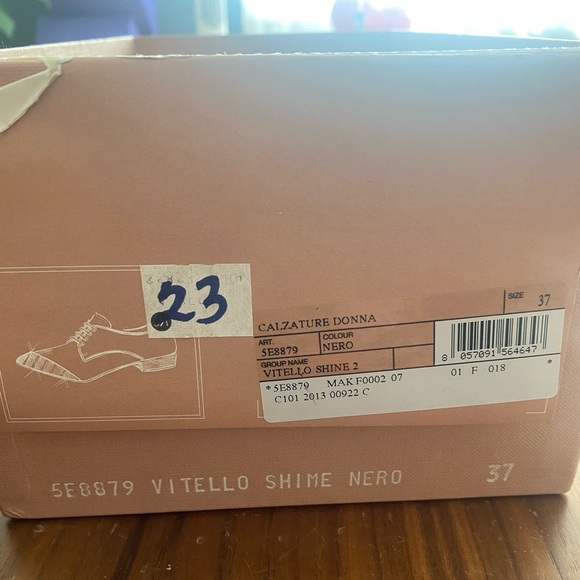 23
CALZATURE DONNA
SIZE 37
ART. 5E8879 COLOUR NERO
GROUP NAME VITELLO SHINE 2
8 057091 564647
*5E8879 MAK F0002 07 01 F 018
C101 2013 00922 C
5E8879 VITELLO SHIME NERO 37